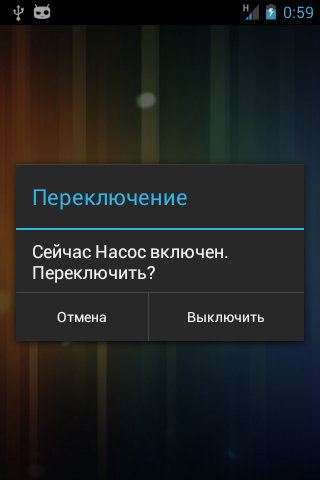 H 0:59
Переключение
Сейчас Насос включен.
Переключить?
Отмена Выключить